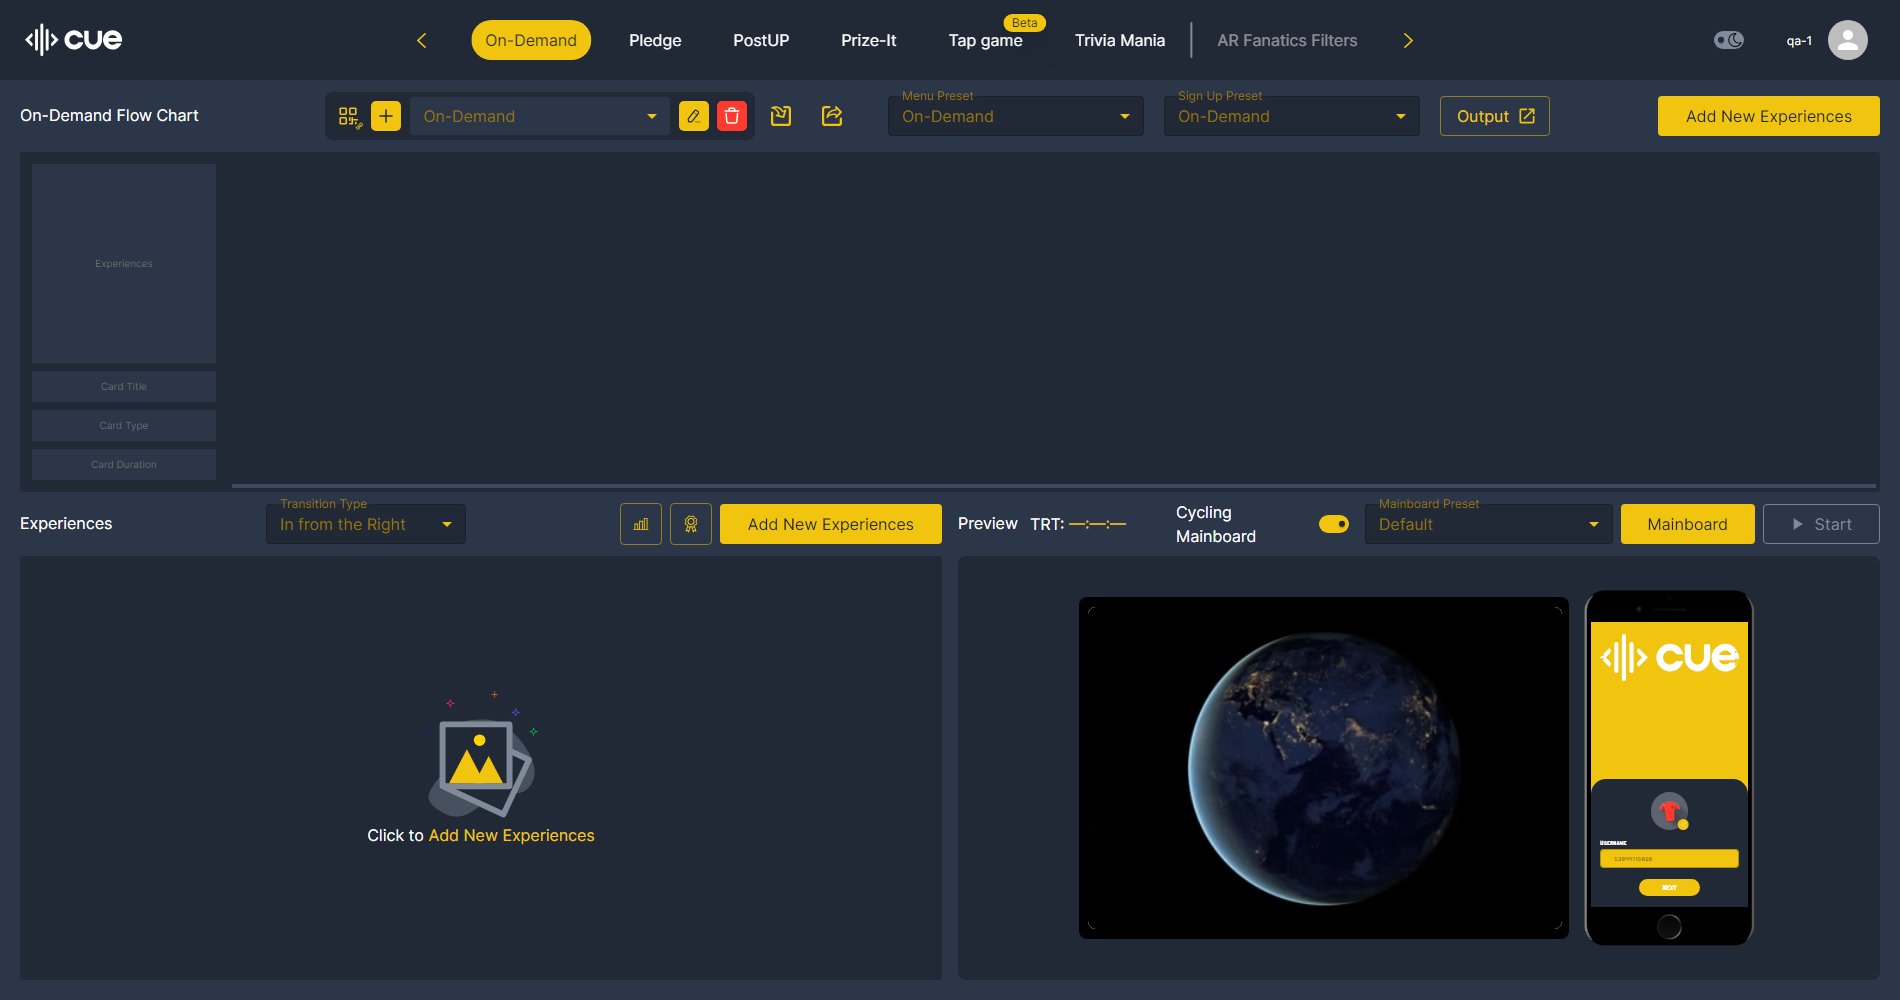 cue
On-Demand
Pledge
PostUP
Prize-It
Beta
Tap game
Trivia Mania
AR Fanatics Filters
qa-1
On-Demand Flow Chart
On-Demand
Menu Preset
On-Demand
Sign Up Preset
On-Demand
Output
Add New Experiences
Experiences
Card Title
Card Type
Card Duration
Experiences
Transition Type
In from the Right
Add New Experiences
Preview
TRT: —:—:—
Cycling
Mainboard
Mainboard Preset
Default
Mainboard
Start
Click to Add New Experiences
cue
Username
NEXT